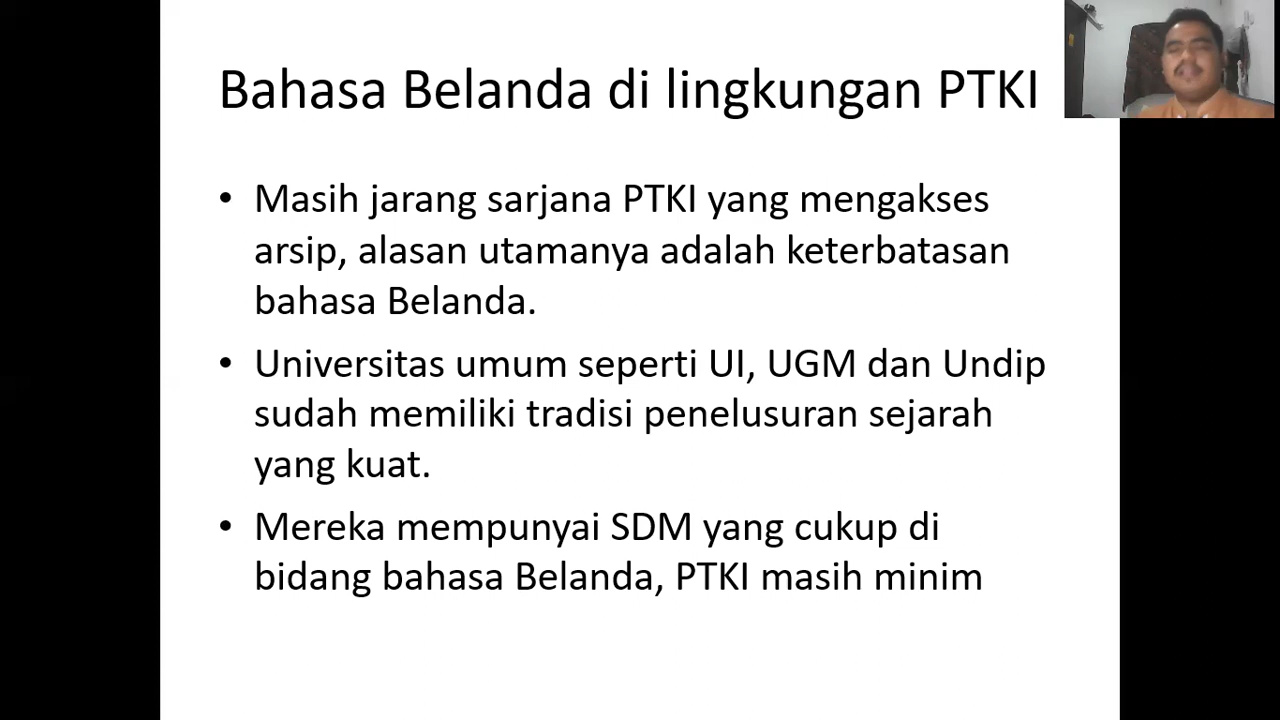 Bahasa Belanda di lingkungan PTKI
• Masih jarang sarjana PTKI yang mengakses
arsip, alasan utamanya adalah keterbatasan
bahasa Belanda.
• Universitas umum seperti UI, UGM dan Undip
sudah memiliki tradisi penelusuran sejarah
yang kuat.
• Mereka mempunyai SDM yang cukup di
bidang bahasa Belanda, PTKI masih minim